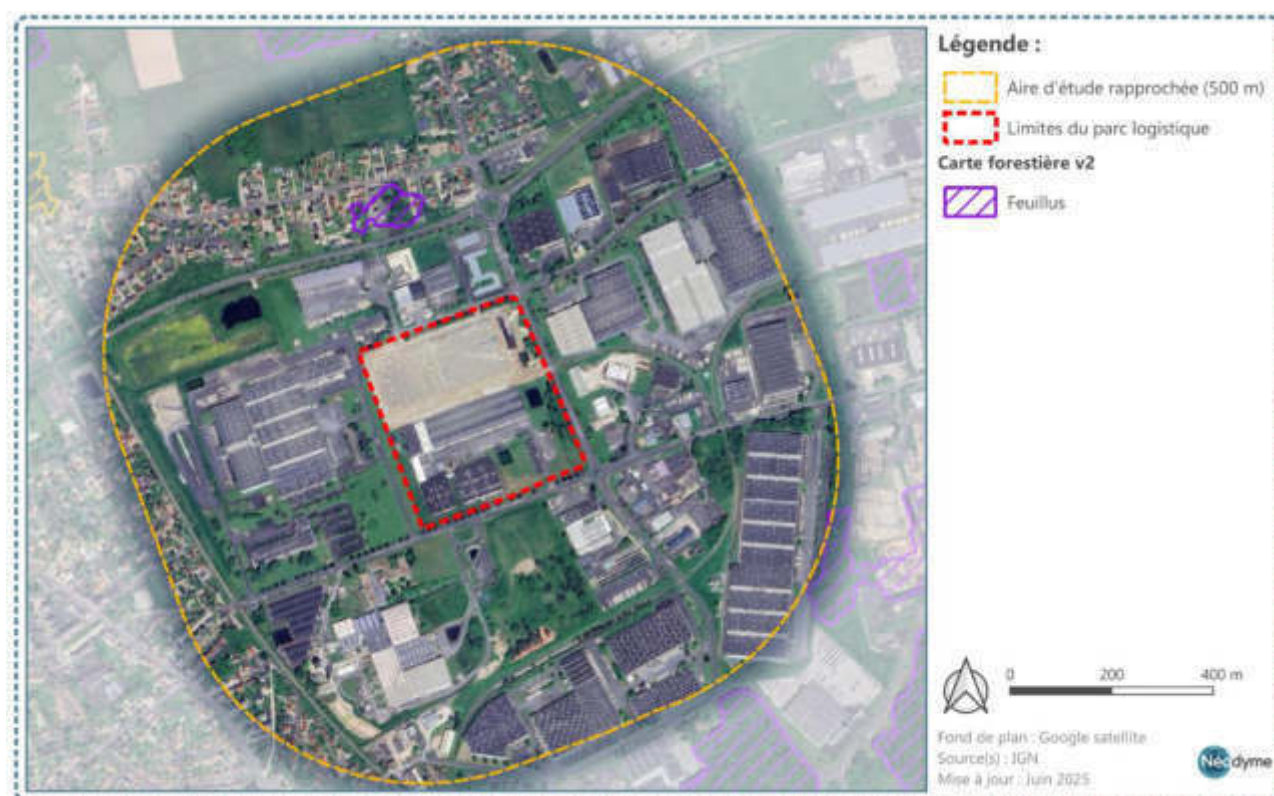 Légende :
Aire d'étude rapprochée (500 m)
Limites du parc logistique
Carte forestière v2
Feuillus
0 200 400 m
Fond de plan : Google satellite
Source(s) : IGN
Mise à jour : Juin 2025
Néodyme